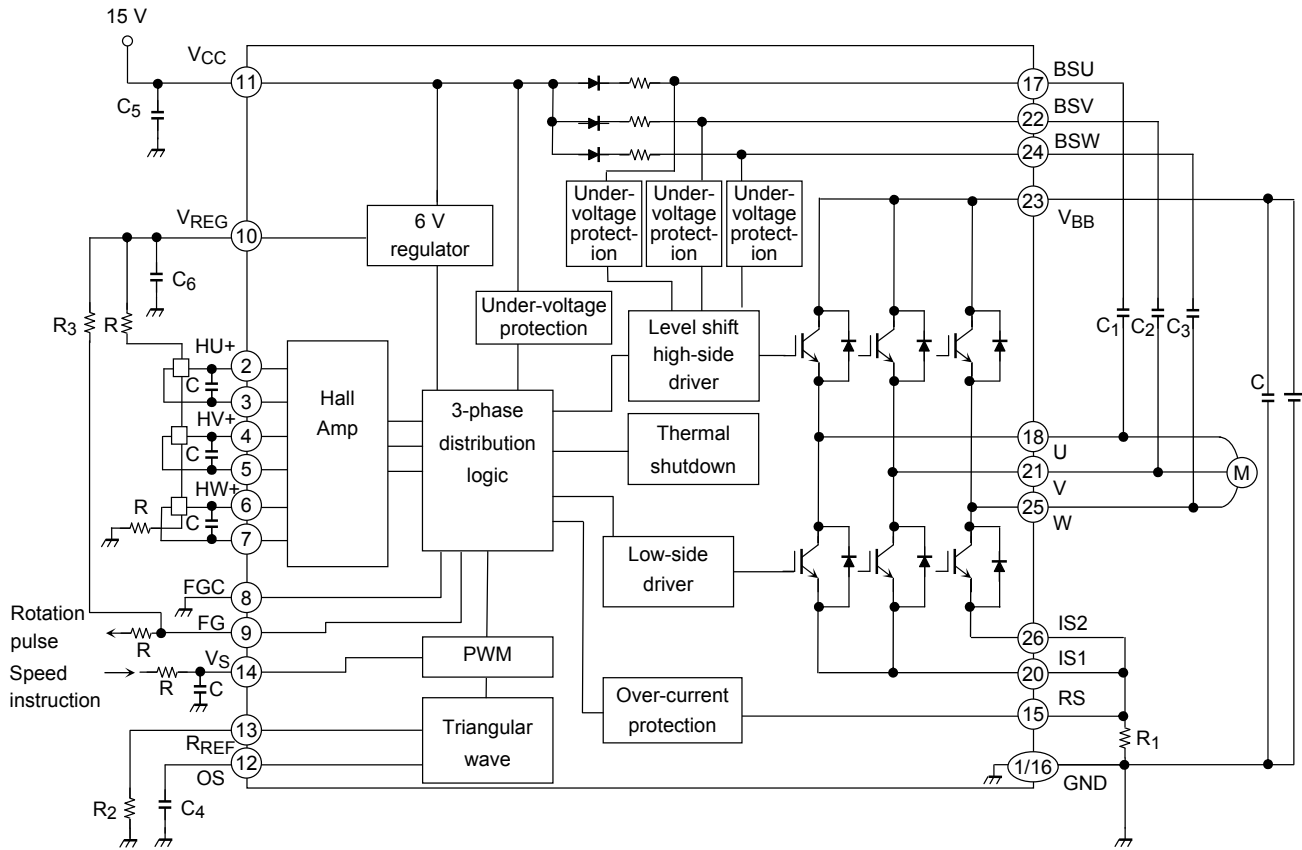 15 V
VCC
11
C5
17
BSU
22
BSV
24
BSW
Under-
voltage
protect-
ion
Under-
voltage
protect-
ion
Under-
voltage
protect-
ion
23
VBB
6 V
regulator
VREG
10
C6
R3
R
Under-voltage
protection
Level shift
high-side
driver
C1
C2
C3
C
HU+
2
C
3
HV+
4
C
5
HW+
6
R
C
7
Hall
Amp
3-phase
distribution
logic
Thermal
shutdown
18
U
21
V
25
W
M
Low-side
driver
FGC
8
Rotation
pulse
R
FG
9
Speed
instruction
R
C
VS
14
PWM
26
IS2
20
IS1
15
RS
Over-current
protection
R1
13
RREF
12
OS
Triangular
wave
R2
C4
1/16
GND